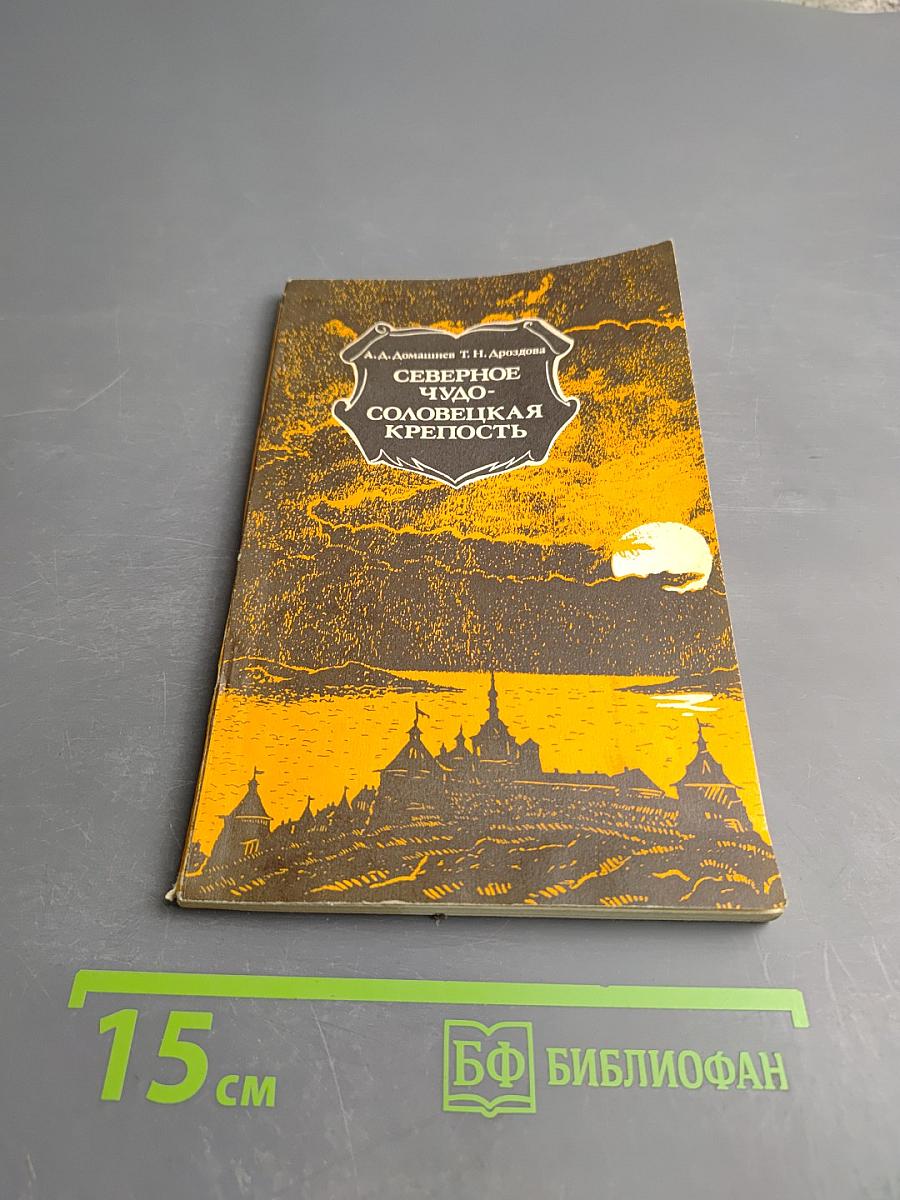 А. Д. Домашнев Т. Н. Дроздова
СЕВЕРНОЕ
ЧУДО-
СОЛОВЕЦКАЯ
КРЕПОСТЬ
15 см
БФ БИБЛИОФАН